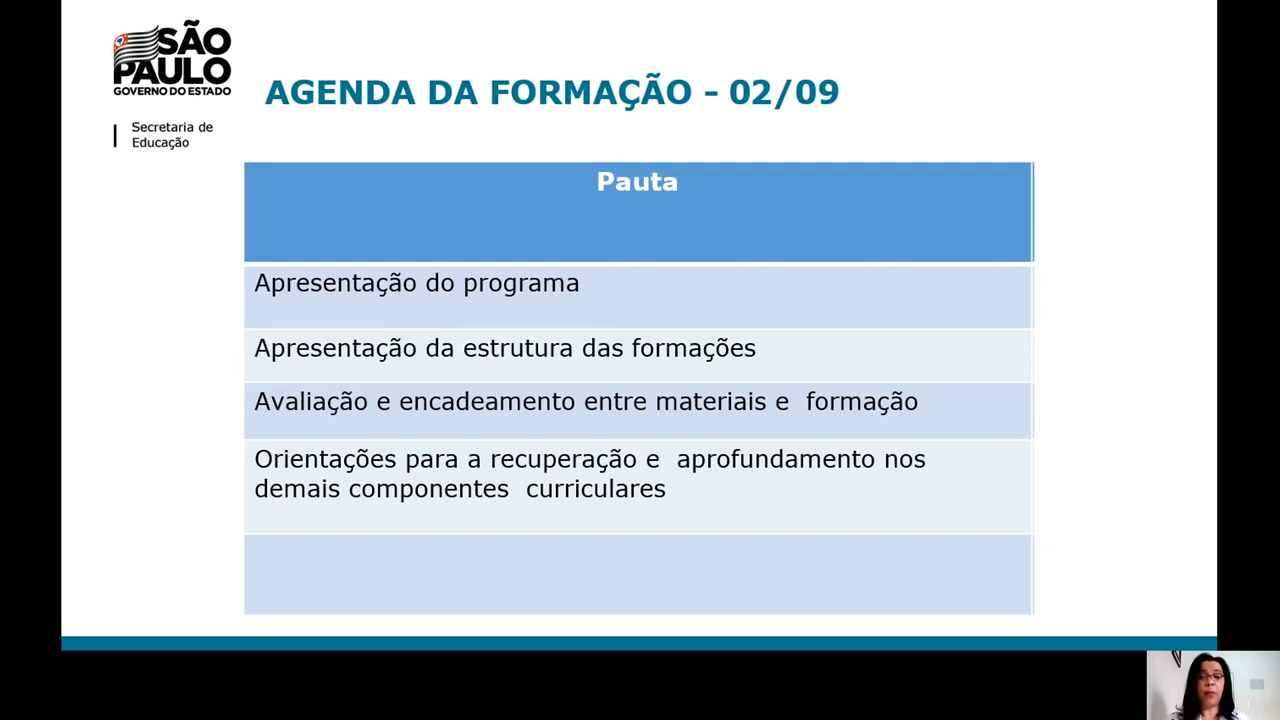 SÃO
PAULO
GOVERNO DO ESTADO
Secretaria de
Educação
AGENDA DA FORMAÇÃO – 02/09
Pauta
Apresentação do programa
Apresentação da estrutura das formações
Avaliação e encadeamento entre materiais e  formação
Orientações para a recuperação e  aprofundamento nos
demais componentes  curriculares